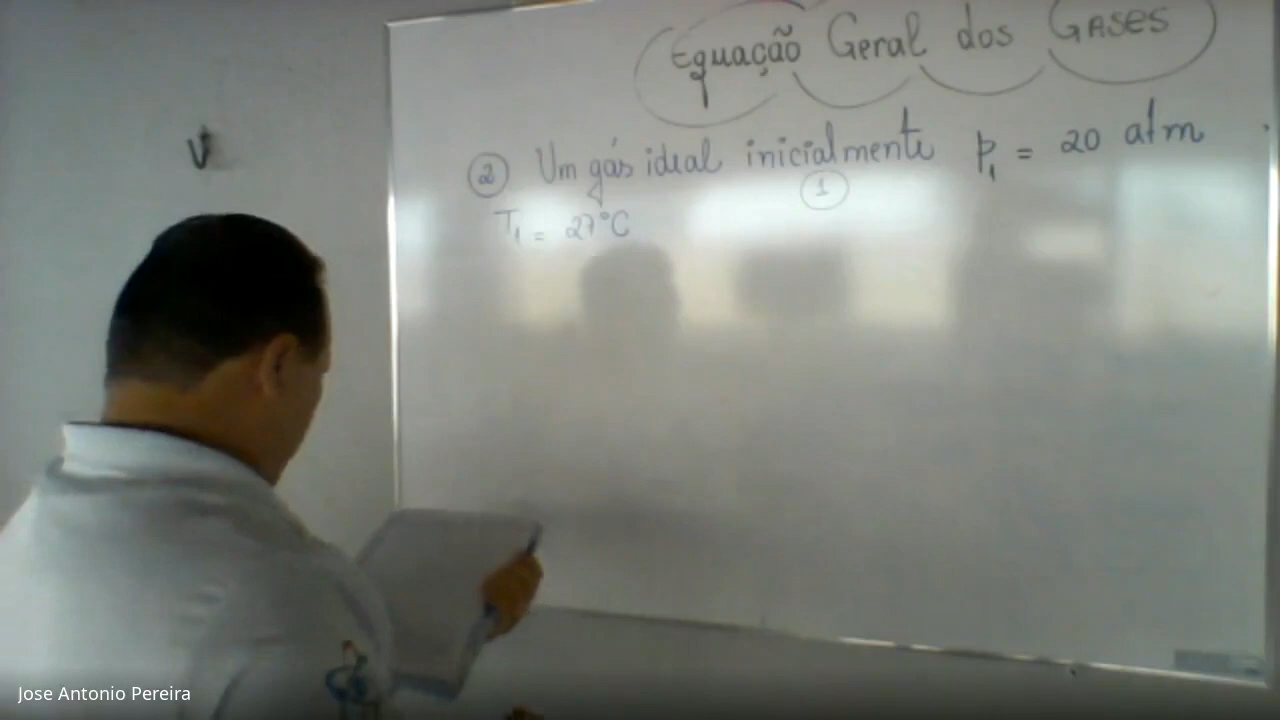 Equação Geral dos GASES
② Um gás ideal inicialmente p₁ = 20 atm
①
T₁ = 27°C
Jose Antonio Pereira